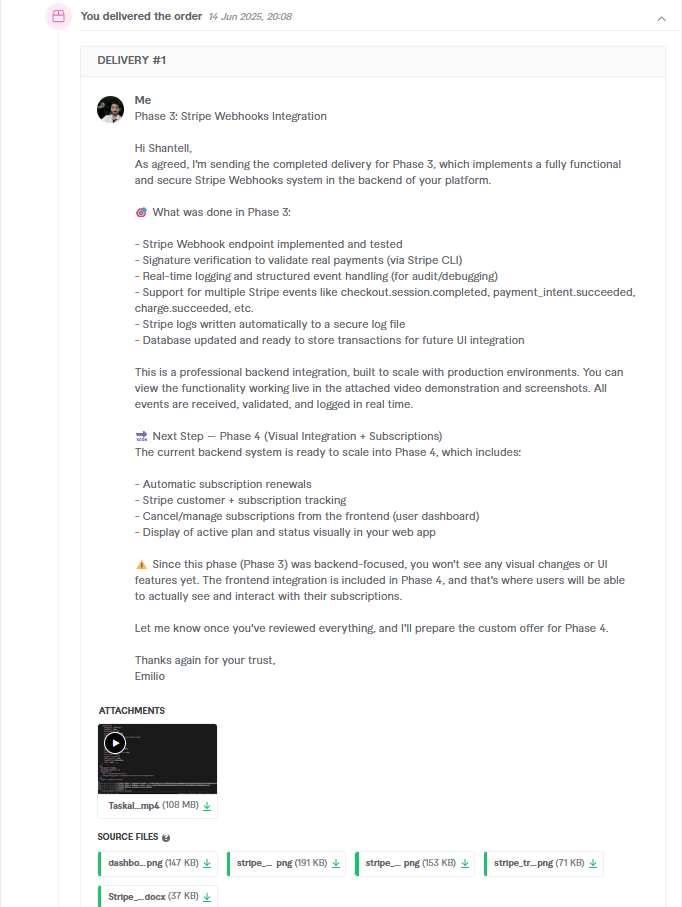 You delivered the order 14 Jun 2025, 20:08
DELIVERY #1
Me
Phase 3: Stripe Webhooks Integration
Hi Shantell,
As agreed, I'm sending the completed delivery for Phase 3, which implements a fully functional
and secure Stripe Webhooks system in the backend of your platform.
🎯 What was done in Phase 3:
- Stripe Webhook endpoint implemented and tested
- Signature verification to validate real payments (via Stripe CLI)
- Real-time logging and structured event handling (for audit/debugging)
- Support for multiple Stripe events like checkout.session.completed, payment_intent.succeeded,
charge.succeeded, etc.
- Stripe logs written automatically to a secure log file
- Database updated and ready to store transactions for future UI integration
This is a professional backend integration, built to scale with production environments. You can
view the functionality working live in the attached video demonstration and screenshots. All
events are received, validated, and logged in real time.
🔜 Next Step — Phase 4 (Visual Integration + Subscriptions)
The current backend system is ready to scale into Phase 4, which includes:
- Automatic subscription renewals
- Stripe customer + subscription tracking
- Cancel/manage subscriptions from the frontend (user dashboard)
- Display of active plan and status visually in your web app
⚠️ Since this phase (Phase 3) was backend-focused, you won't see any visual changes or UI
features yet. The frontend integration is included in Phase 4, and that's where users will be able
to actually see and interact with their subscriptions.
Let me know once you've reviewed everything, and I'll prepare the custom offer for Phase 4.
Thanks again for your trust,
Emilio
ATTACHMENTS
Taskal...mp4 (108 MB)
SOURCE FILES
dashbo...png (147 KB) stripe_... png (191 KB) stripe_... png (153 KB) stripe_tr...png (71 KB)
Stripe_...docx (37 KB)